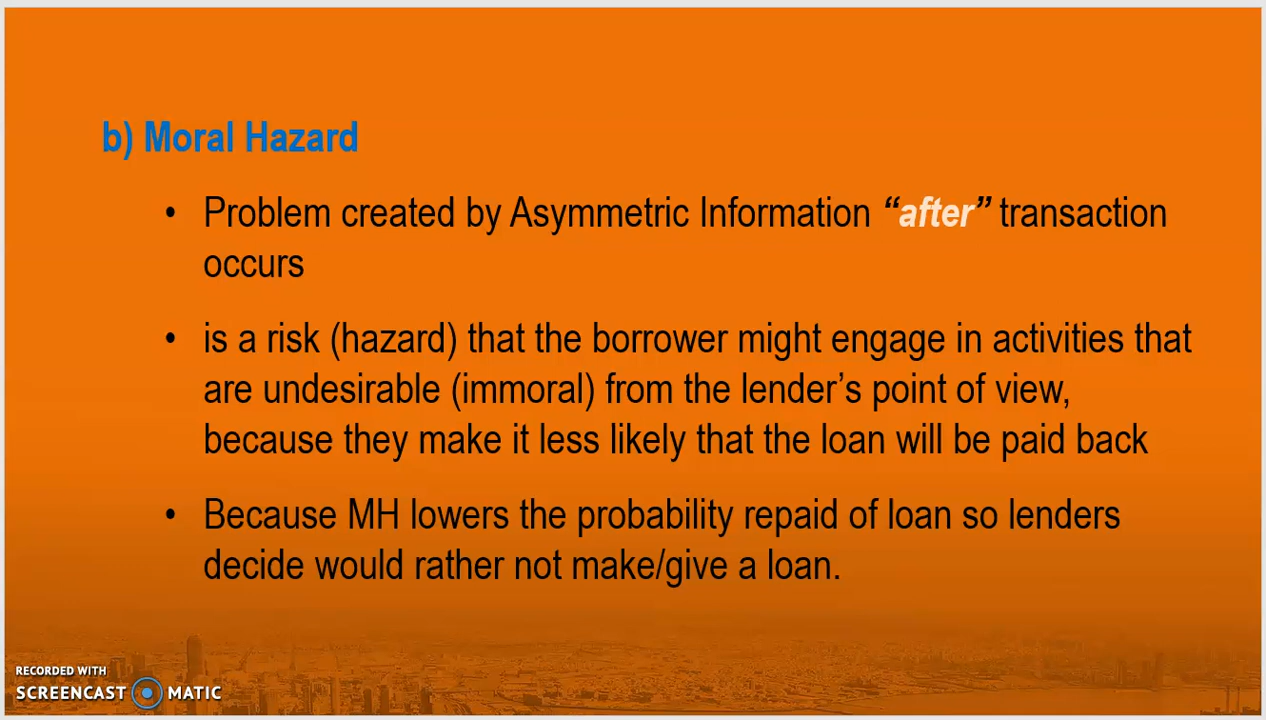 b) Moral Hazard
• Problem created by Asymmetric Information “after” transaction
occurs
• is a risk (hazard) that the borrower might engage in activities that
are undesirable (immoral) from the lender’s point of view,
because they make it less likely that the loan will be paid back
• Because MH lowers the probability repaid of loan so lenders
decide would rather not make/give a loan.
RECORDED WITH
SCREENCAST MATIC